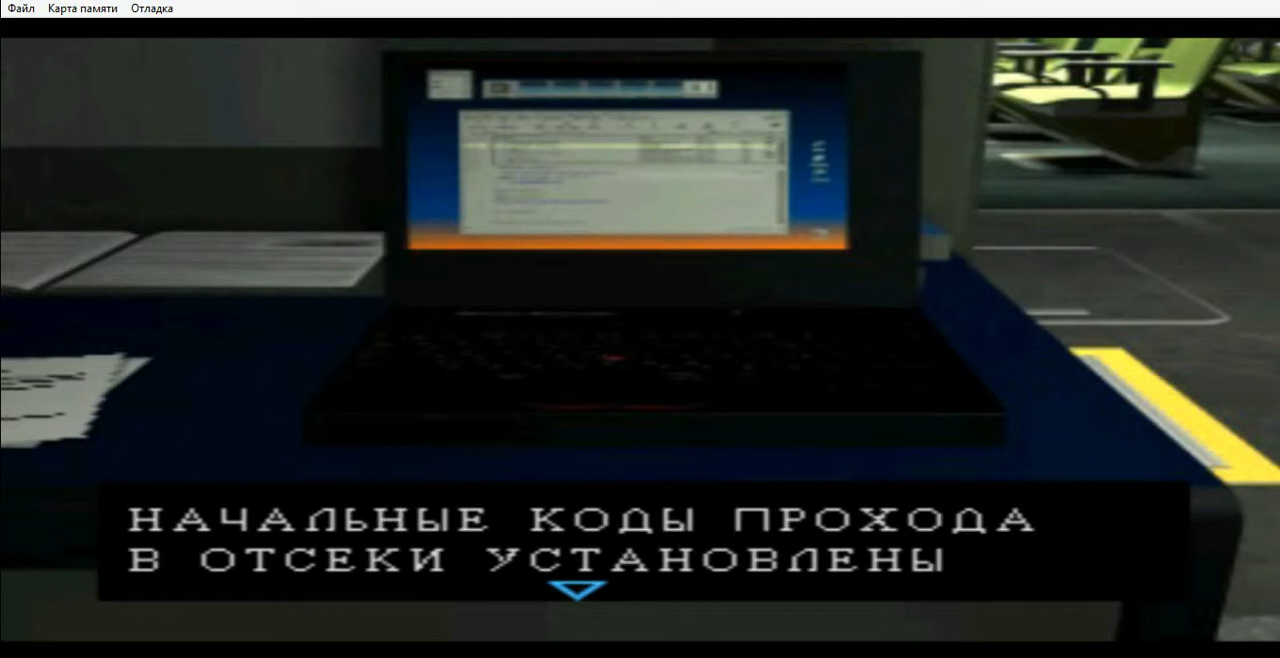 Файл Карта памяти Отладка
НАЧАЛЬНЫЕ КОДЫ ПРОХОДА
В ОТСЕКИ УСТАНОВЛЕНЫ